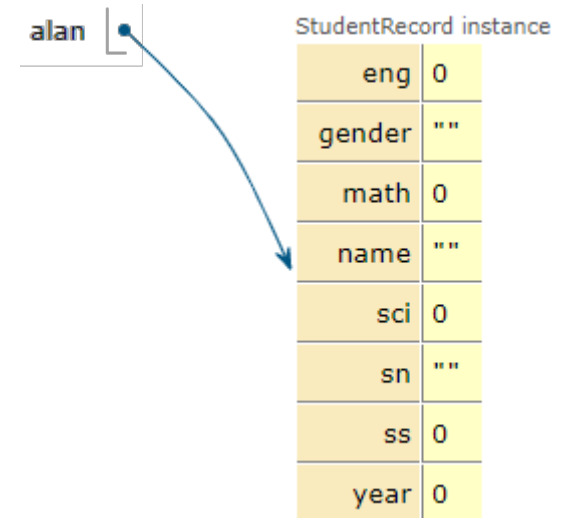 alan
StudentRecord instance
eng 0
gender ""
math 0
name ""
sci 0
sn ""
ss 0
year 0